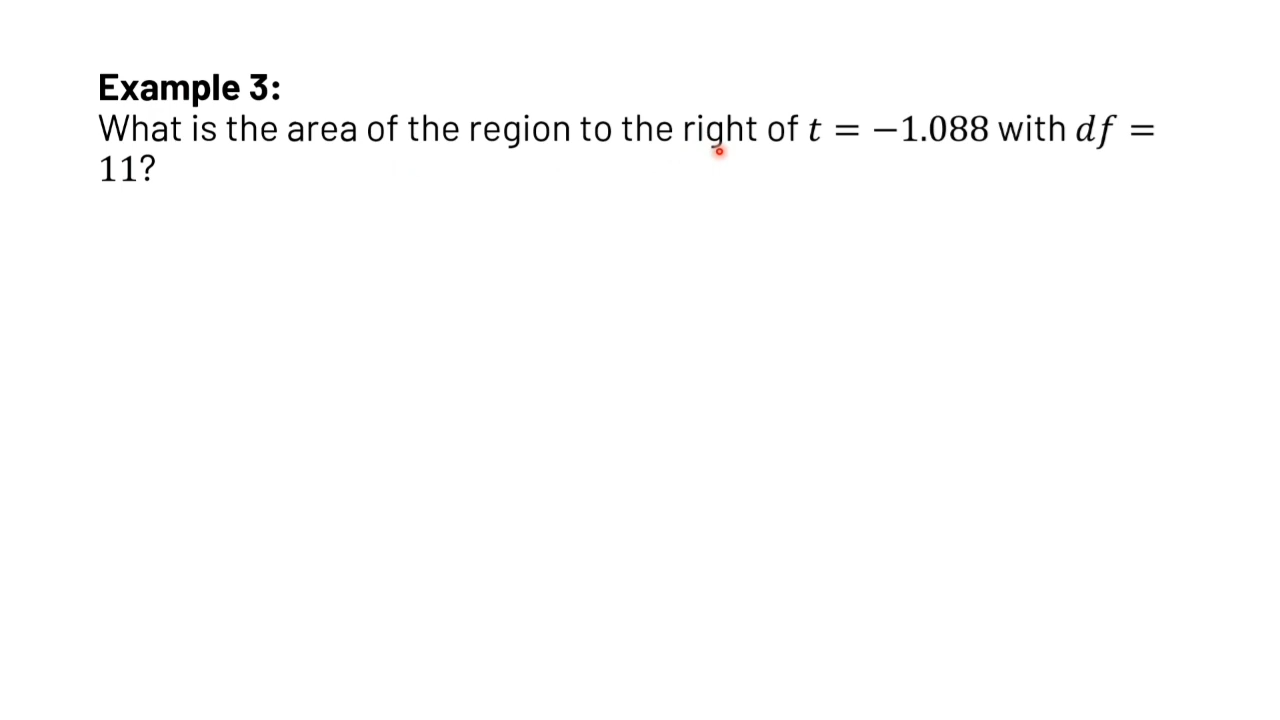 Example 3:
What is the area of the region to the right of 𝑡 = −1.088 with 𝑑𝑓 =
11?